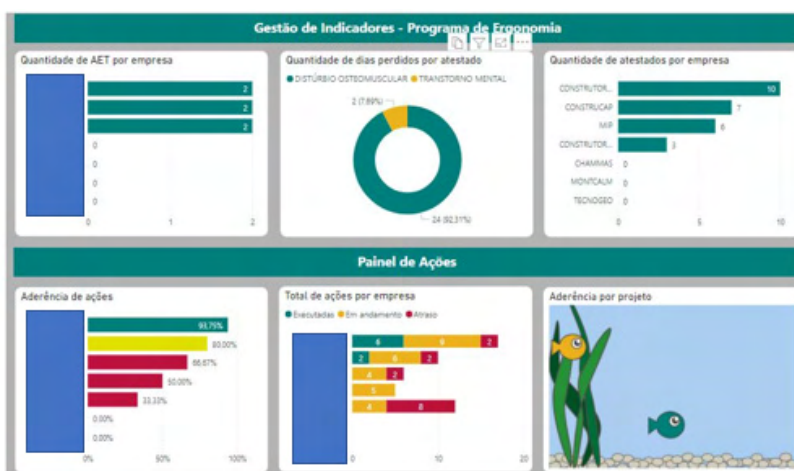 Gestão de Indicadores - Programa de Ergonomia
Quantidade de AET por empresa
2
2
2
0
0
0
0
0 1 2
Quantidade de dias perdidos por atestado
DISTÚRBIO OSTEOMUSCULAR TRANSTORNO MENTAL
2 (7,69%)
24 (92,31%)
Quantidade de atestados por empresa
CONSTRUTOR... 10
CONSTRUCAP 7
MIP 6
CONSTRUTOR... 3
CHAMMAS 0
MONTCALM 0
TECNOGEO 0
0 5 10
Painel de Ações
Aderência de ações
93,75%
80,00%
66,67%
50,00%
33,33%
0,00%
0,00%
0% 50% 100%
Total de ações por empresa
Executadas Em andamento Atraso
6 9 2
2 6 2
4 2
5
4 8
0 10 20
Aderência por projeto